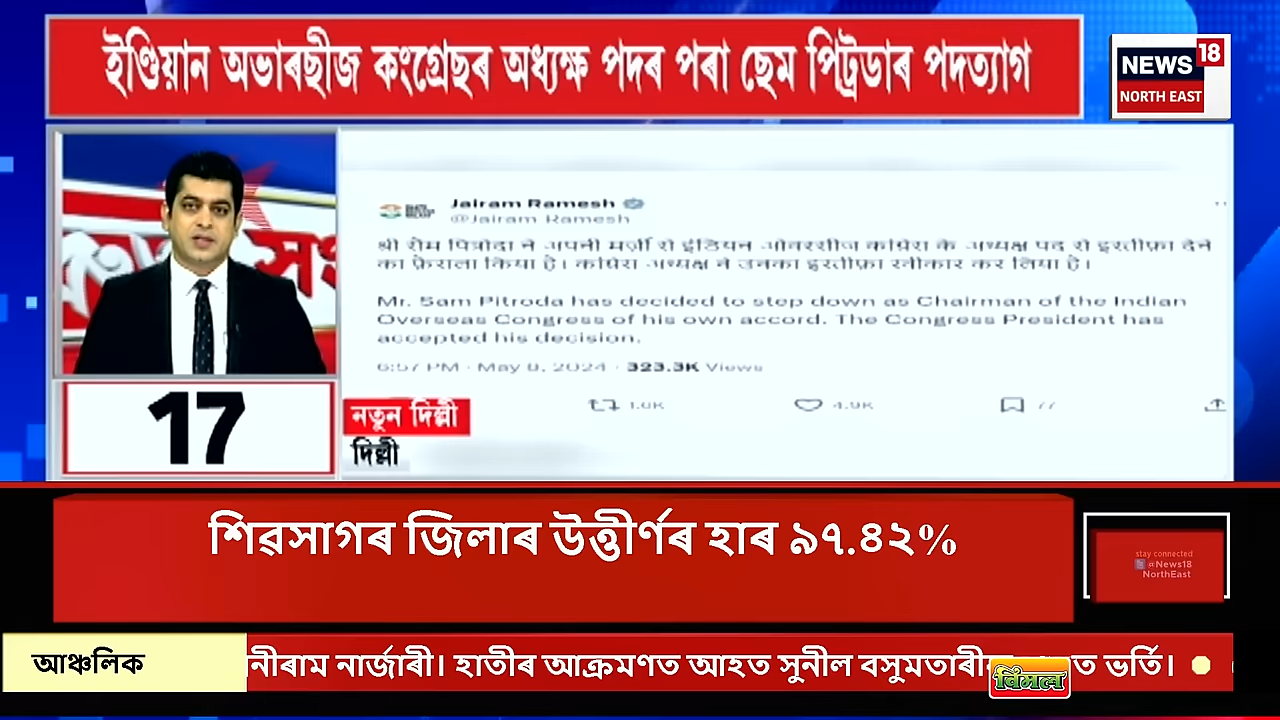 ইণ্ডিয়ান অভাৰছীজ কংগ্ৰেছৰ অধ্যক্ষ পদৰ পৰা ছেম পিট্ৰডাৰ পদত্যাগ
NEWS 18
NORTH EAST
Jairam Ramesh
@Jairam Ramesh
श्री सैम पित्रोदा ने अपनी मर्ज़ी से इंडियन ओवरसीज कांग्रेस के अध्यक्ष पद से इस्तीफ़ा देने
का फ़ैसला किया है। कांग्रेस अध्यक्ष ने उनका इस्तीफ़ा स्वीकार कर लिया है।
Mr. Sam Pitroda has decided to step down as Chairman of the Indian
Overseas Congress of his own accord. The Congress President has
accepted his decision.
6:57 PM · May 8, 2024 · 323.3K Views
1.0K 4.9K 77
17
নতুন দিল্লী
দিল্লী
শিৱসাগৰ জিলাৰ উত্তীৰ্ণৰ হাৰ ৯৭.৪২%
stay connected
@News18
NorthEast
আঞ্চলিক
নীৰাম নাৰ্জাৰী। হাতীৰ আক্ৰমণত আহত সুনীল বসুমতাৰী ত ভৰ্তি।
विमल